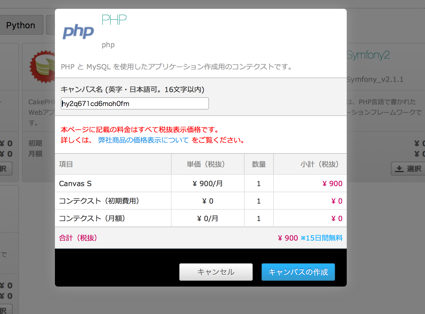 Python
php
PHP
php
PHP と MySQL を使用したアプリケーション作成用のコンテクストです。
キャンバス名 (英字・日本語可。16文字以内)
hy2q671cd6moh0fm
本ページに記載の料金はすべて税抜表示価格です。
詳しくは、 弊社商品の価格表示について をご覧ください。
項目 単価（税抜） 数量 小計（税抜）
Canvas S ¥ 900/月 1 ¥ 900
コンテクスト（初期費用） ¥ 0 1 ¥ 0
コンテクスト（月額） ¥ 0/月 1 ¥ 0
合計（税抜） ¥ 900 ※15日間無料
キャンセル キャンバスの作成
CakePH
Webアプ
す。
初期
月額
¥ 0
¥ 0
択
Symfony2
Symfony_v2.1.1
は、PHP言語で書かれた
ケーションフレームワークで
¥ 0
¥ 0
選択